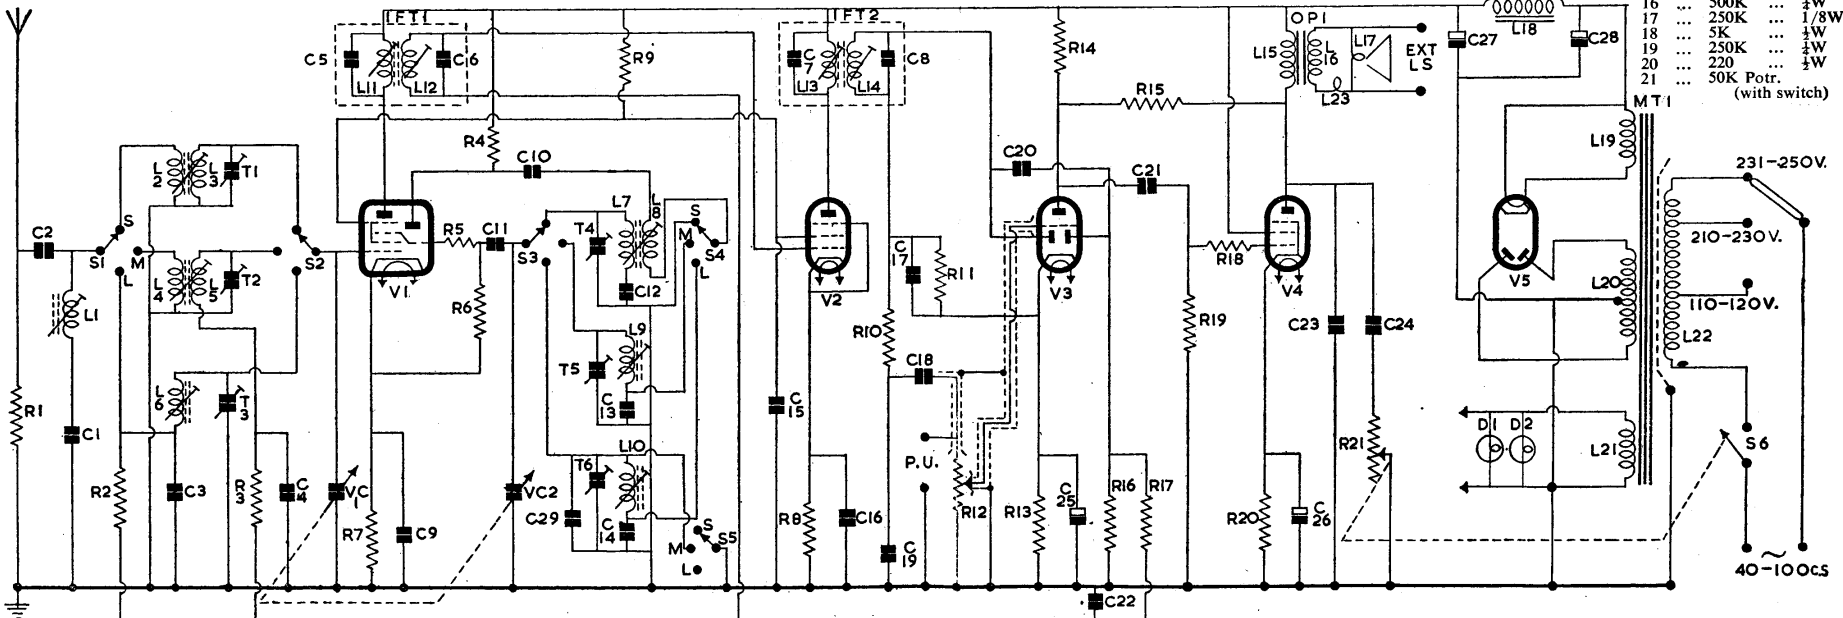 IFT1
IFT2
OP1
16 ... 500K ... ½W
17 ... 250K ... 1/8W
18 ... 5K ... ½W
19 ... 250K ... ¼W
20 ... 220 ... ½W
21 ... 50K Potr.
(with switch)
C5
L11
L12
C6
R9
C7
L13
L14
C8
R14
L15
L16
L17
L23
EXT
LS
C27
L18
C28
MT1
R15
R4
C10
C20
C21
L19
231-250V.
L2
L3
T1
C2
S1
S
M
L
L4
L5
T2
S2
V1
R5
C11
S3
T4
L7
L8
C12
S
M
L
S4
V2
C17
R11
V3
R18
V4
V5
L20
210-230V.
110-120V.
L22
L1
R6
R10
R19
C23
C24
L6
T3
L9
T5
C13
C15
C18
R1
C1
R21
D1
D2
L21
S6
L10
T6
P.U.
R2
C3
R3
C4
VC1
R7
C9
VC2
C29
C14
S
M
L
S5
R8
C16
C19
R12
R13
C25
R16
R17
R20
C26
40~100C.S
C22